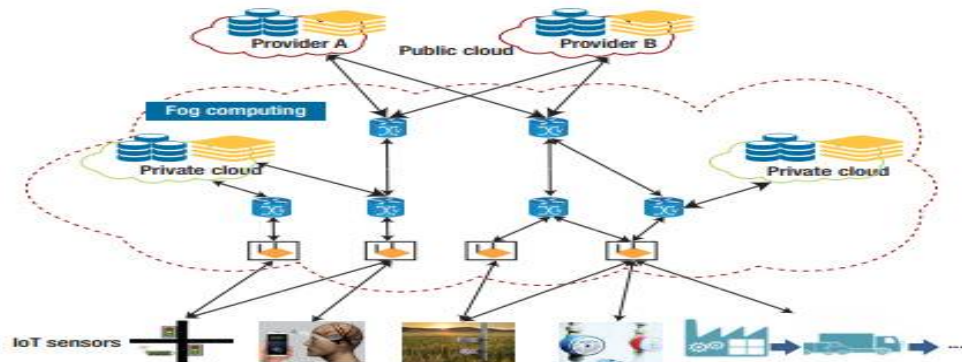 Provider A
Public cloud
Provider B
Fog computing
Private cloud
Private cloud
IoT sensors
...